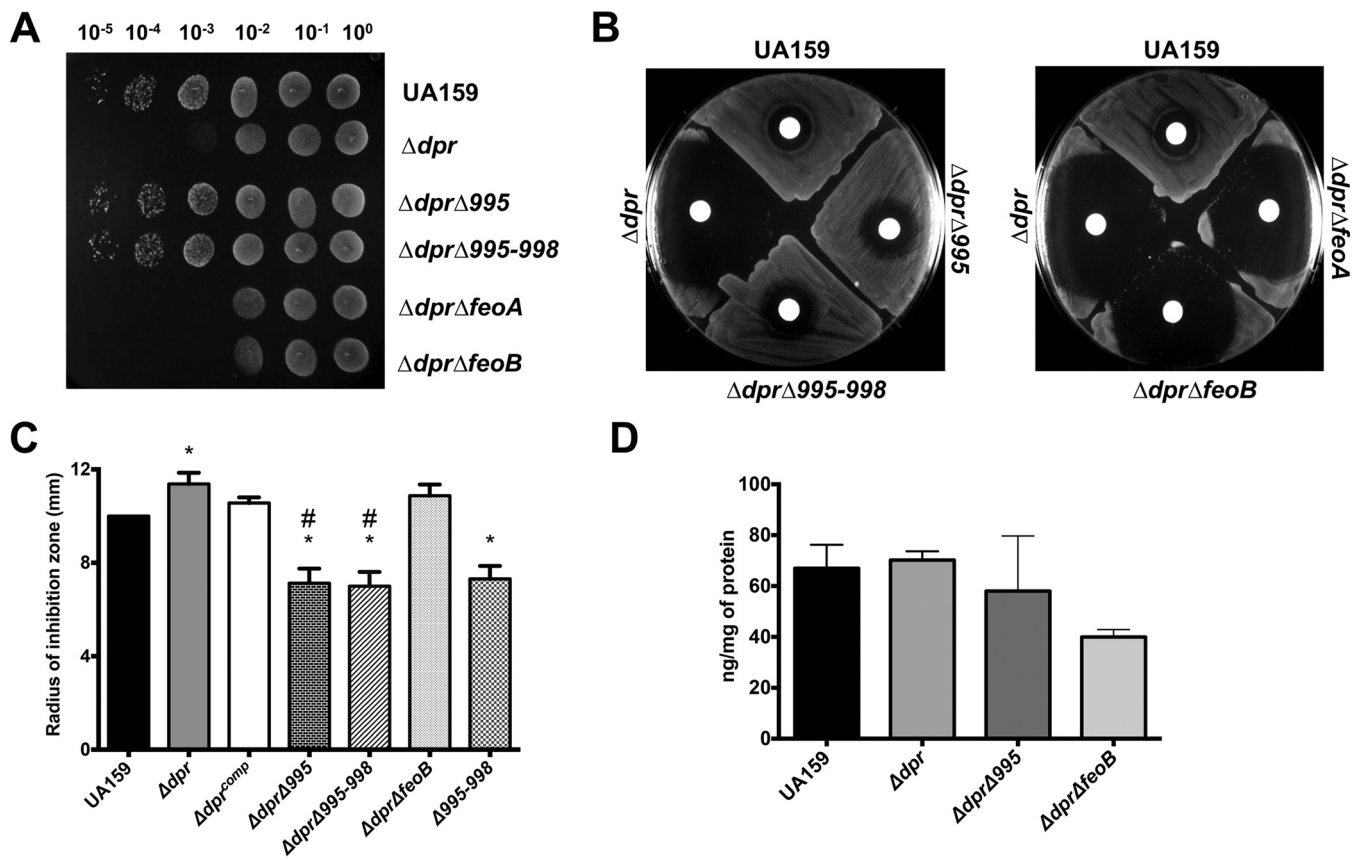 A
10-5 10-4 10-3 10-2 10-1 100
UA159
Δdpr
ΔdprΔ995
ΔdprΔ995-998
ΔdprΔfeoA
ΔdprΔfeoB
B
UA159
Δdpr
ΔdprΔ995
ΔdprΔ995-998
UA159
Δdpr
ΔdprΔfeoA
ΔdprΔfeoB
C
Radius of inhibition zone (mm)
12
8
4
0
*
# *
# *
*
UA159
Δdpr
Δdprcomp
ΔdprΔ995
ΔdprΔ995-998
ΔdprΔfeoB
Δ995-998
D
ng/mg of protein
100
80
60
40
20
0
UA159
Δdpr
ΔdprΔ995
ΔdprΔfeoB